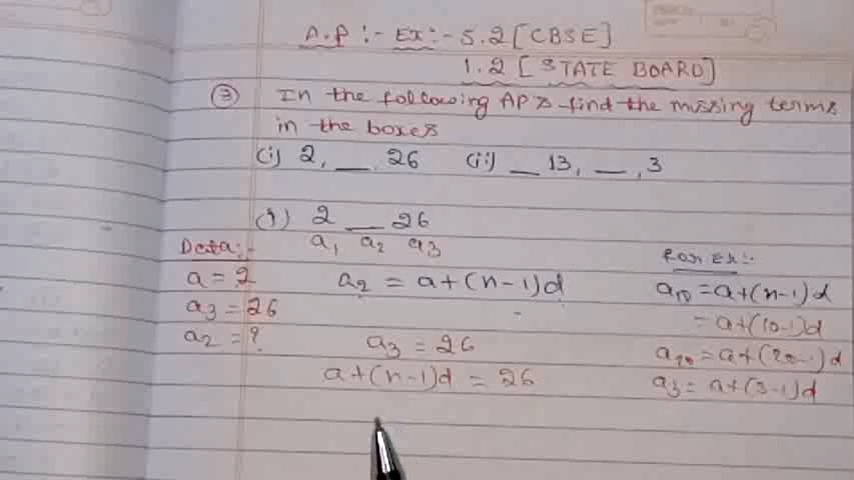 A.P :- Ex :- 5.2 [CBSE]
1.2 [STATE BOARD]
③ In the following APs find the missing terms
in the boxes
(i) 2, __ 26 (ii) __ 13, __, 3
(i) 2 __ 26
a₁ a₂ a₃
Data:-
a = 2
a₃ = 26
a₂ = ?
a₂ = a+(n-1)d
a₃ = 26
a+(n-1)d = 26
For Ex:-
a₁₀ = a+(n-1)d
= a+(10-1)d
a₂₀ = a+(20-1)d
a₃ = a+(3-1)d